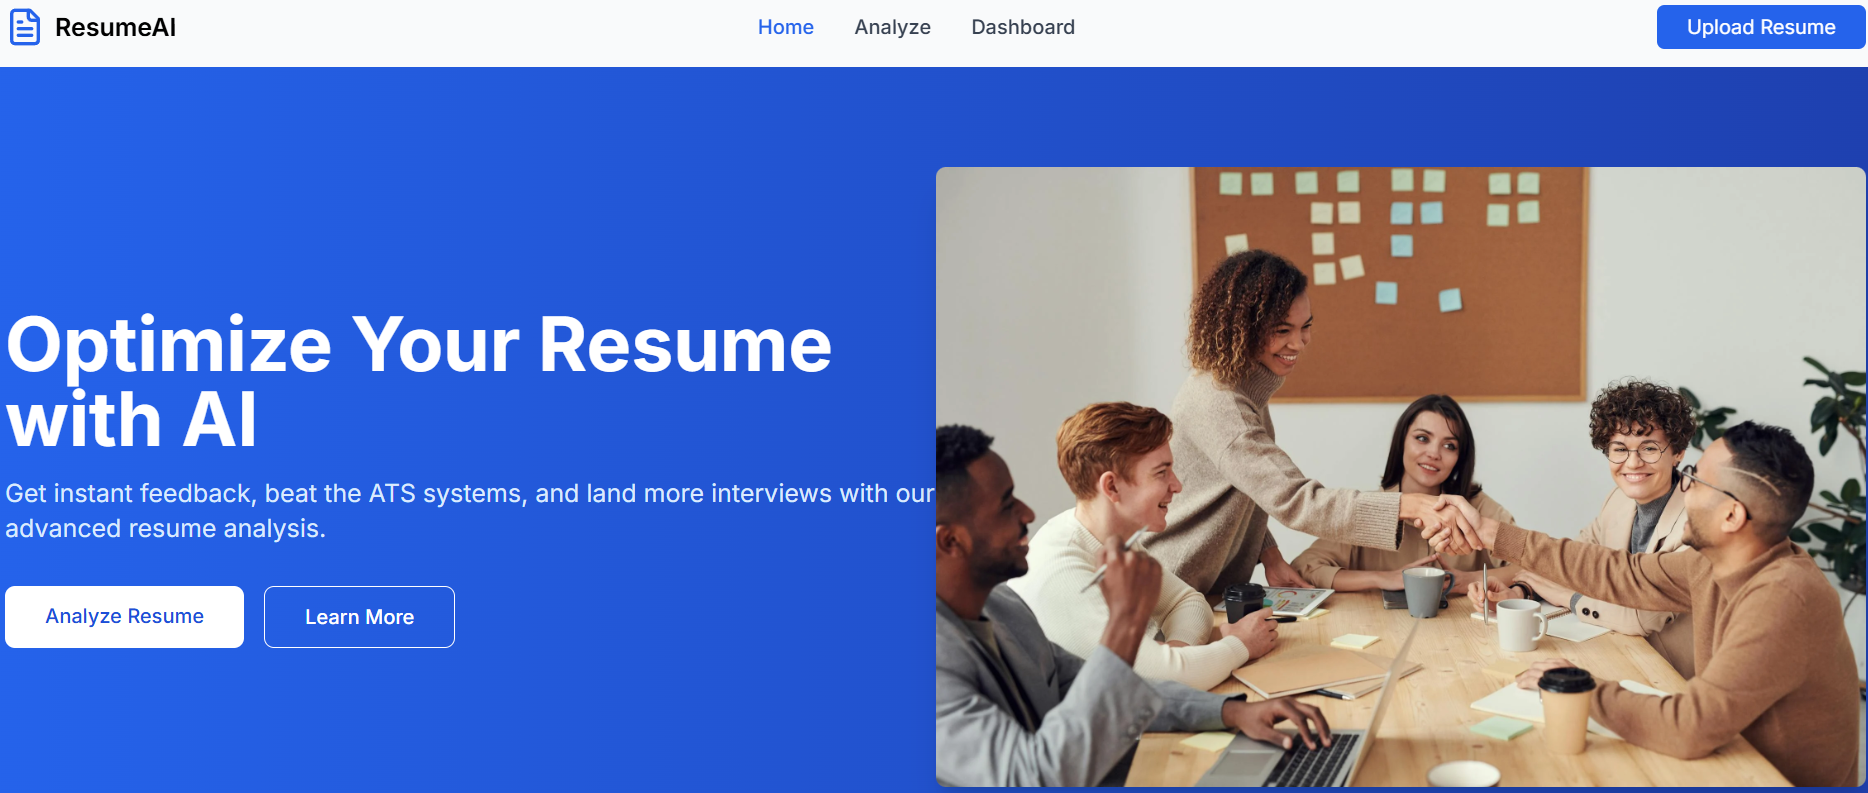 ResumeAI
Home
Analyze
Dashboard
Upload Resume
Optimize Your Resume
with AI
Get instant feedback, beat the ATS systems, and land more interviews with our
advanced resume analysis.
Analyze Resume
Learn More